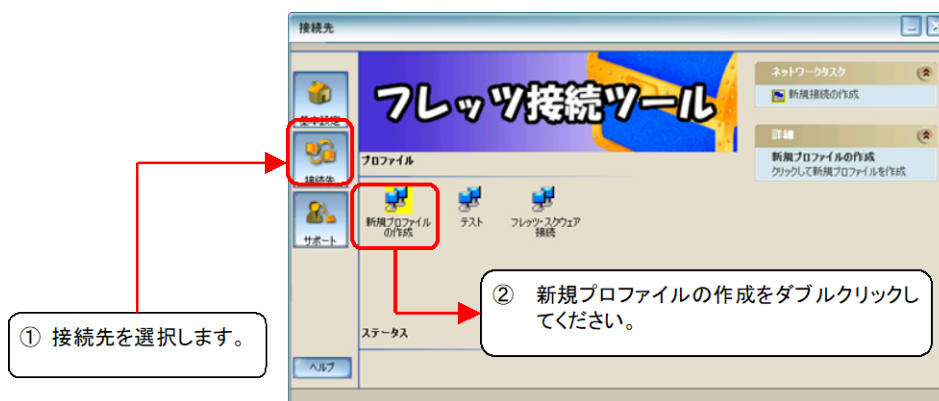 接続先
フレッツ接続ツール
基本設定
接続先
サポート
ヘルプ
プロファイル
新規プロファイル
の作成
テスト
フレッツ・スクウェア
接続
ステータス
ネットワークタスク
新規接続の作成
詳細
新規プロファイルの作成
クリックして新規プロファイルを作成
① 接続先を選択します。
② 新規プロファイルの作成をダブルクリックし
てください。